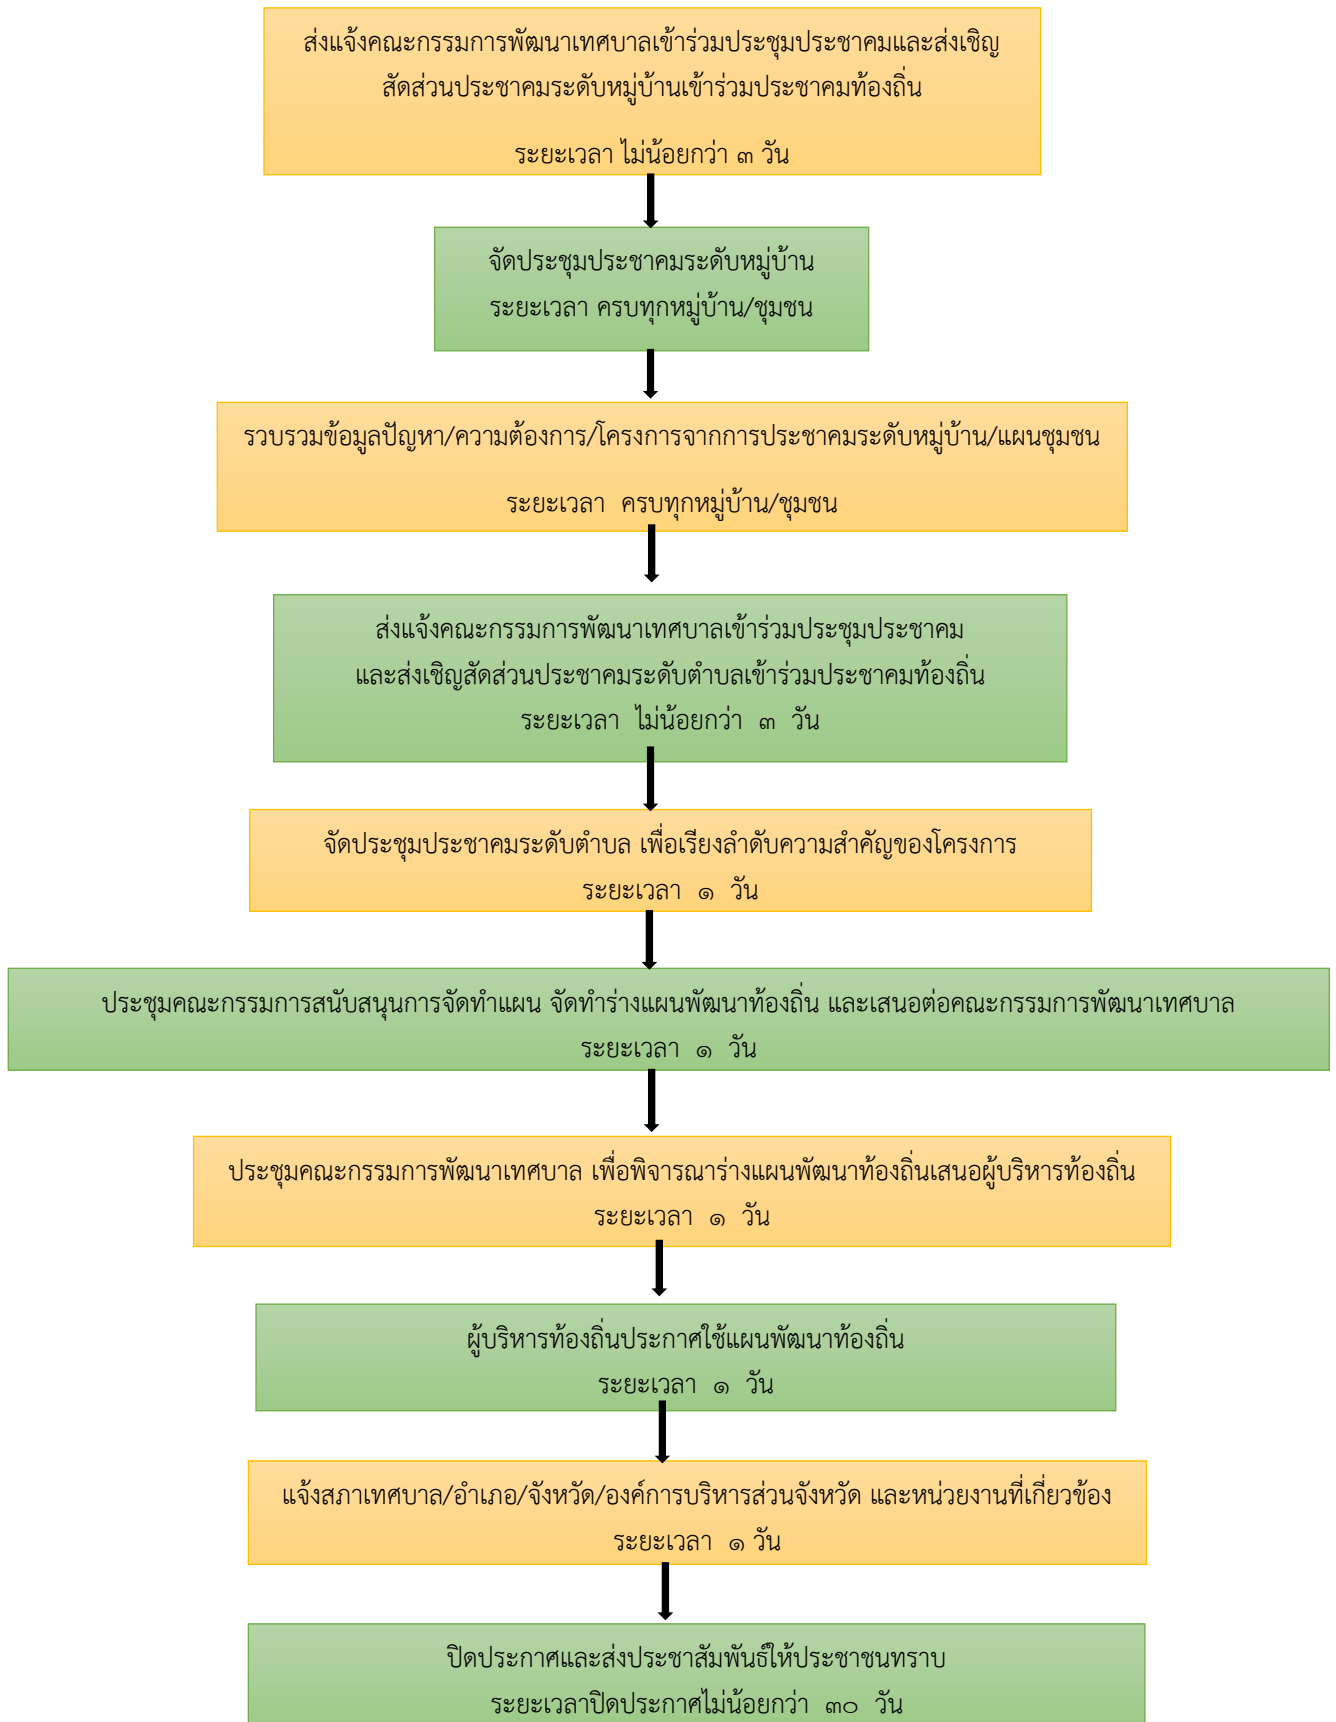 ส่งแจ้งคณะกรรมการพัฒนาเทศบาลเข้าร่วมประชุมประชาคมและส่งเชิญ
สัดส่วนประชาคมระดับหมู่บ้านเข้าร่วมประชาคมท้องถิ่น
ระยะเวลา ไม่น้อยกว่า ๓ วัน
จัดประชุมประชาคมระดับหมู่บ้าน
ระยะเวลา ครบทุกหมู่บ้าน/ชุมชน
รวบรวมข้อมูลปัญหา/ความต้องการ/โครงการจากการประชาคมระดับหมู่บ้าน/แผนชุมชน
ระยะเวลา ครบทุกหมู่บ้าน/ชุมชน
ส่งแจ้งคณะกรรมการพัฒนาเทศบาลเข้าร่วมประชุมประชาคม
และส่งเชิญสัดส่วนประชาคมระดับตำบลเข้าร่วมประชาคมท้องถิ่น
ระยะเวลา ไม่น้อยกว่า ๓ วัน
จัดประชุมประชาคมระดับตำบล เพื่อเรียงลำดับความสำคัญของโครงการ
ระยะเวลา ๑ วัน
ประชุมคณะกรรมการสนับสนุนการจัดทำแผน จัดทำร่างแผนพัฒนาท้องถิ่น และเสนอต่อคณะกรรมการพัฒนาเทศบาล
ระยะเวลา ๑ วัน
ประชุมคณะกรรมการพัฒนาเทศบาล เพื่อพิจารณาร่างแผนพัฒนาท้องถิ่นเสนอผู้บริหารท้องถิ่น
ระยะเวลา ๑ วัน
ผู้บริหารท้องถิ่นประกาศใช้แผนพัฒนาท้องถิ่น
ระยะเวลา ๑ วัน
แจ้งสภาเทศบาล/อำเภอ/จังหวัด/องค์การบริหารส่วนจังหวัด และหน่วยงานที่เกี่ยวข้อง
ระยะเวลา ๑ วัน
ปิดประกาศและส่งประชาสัมพันธ์ให้ประชาชนทราบ
ระยะเวลาปิดประกาศไม่น้อยกว่า ๓๐ วัน